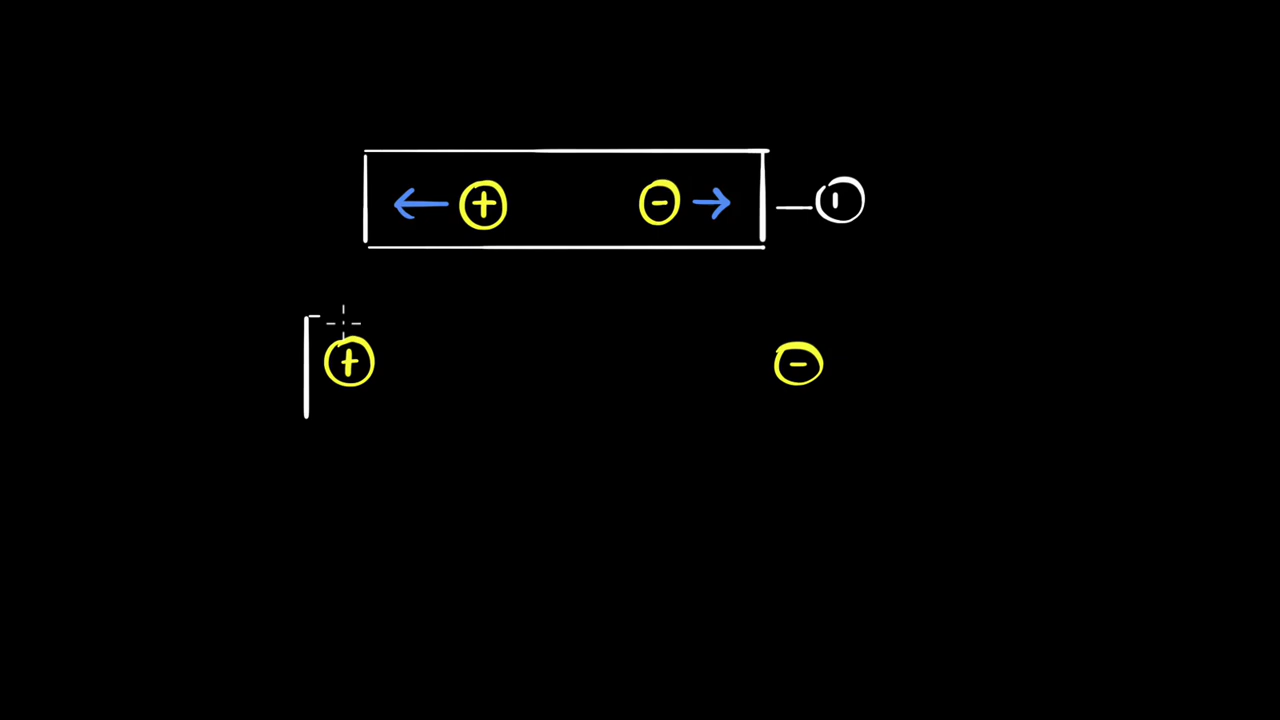 ← + - → - 1
+ -